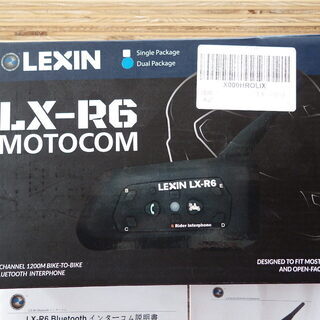 LEXIN
Single Package
Dual Package
X000HROLIX
LX-R6
MOTOCOM
LEXIN LX-R6
Rider Interphone
CHANNEL 1200M BIKE-TO-BIKE
BLUETOOTH INTERPHONE
DESIGNED TO FIT MOST
AND OPEN-FAC
LEXIN
LX-R6 Bluetooth インターコム説明書